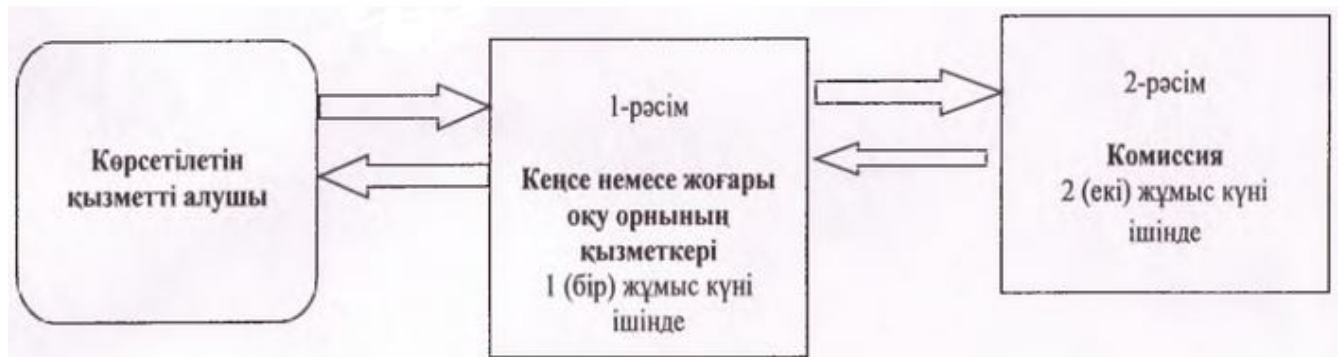 Көрсетілетін
қызметті алушы
1-рәсім
Кеңсе немесе жоғары
оқу орнының
қызметкері
1 (бір) жұмыс күні
ішінде
2-рәсім
Комиссия
2 (екі) жұмыс күні
ішінде